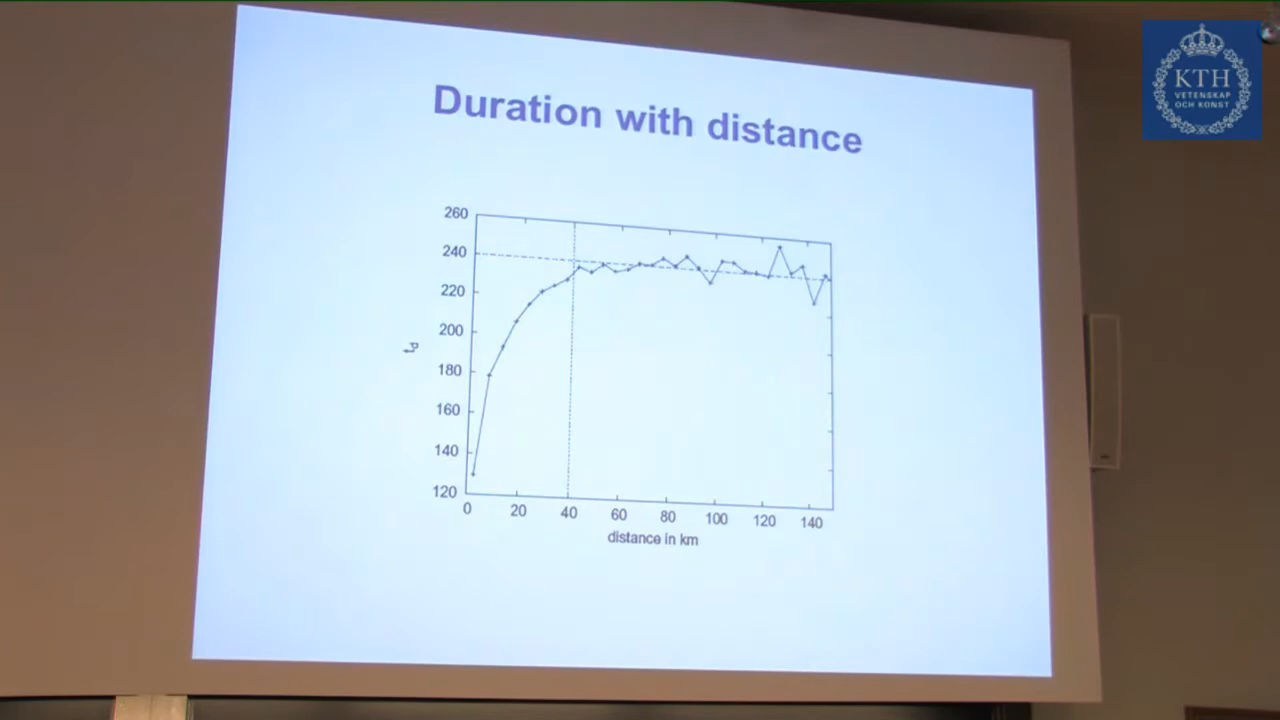 Duration with distance
260
240
220
200
180
160
140
120
t_d
0 20 40 60 80 100 120 140
distance in km
KTH
VETENSKAP
OCH KONST